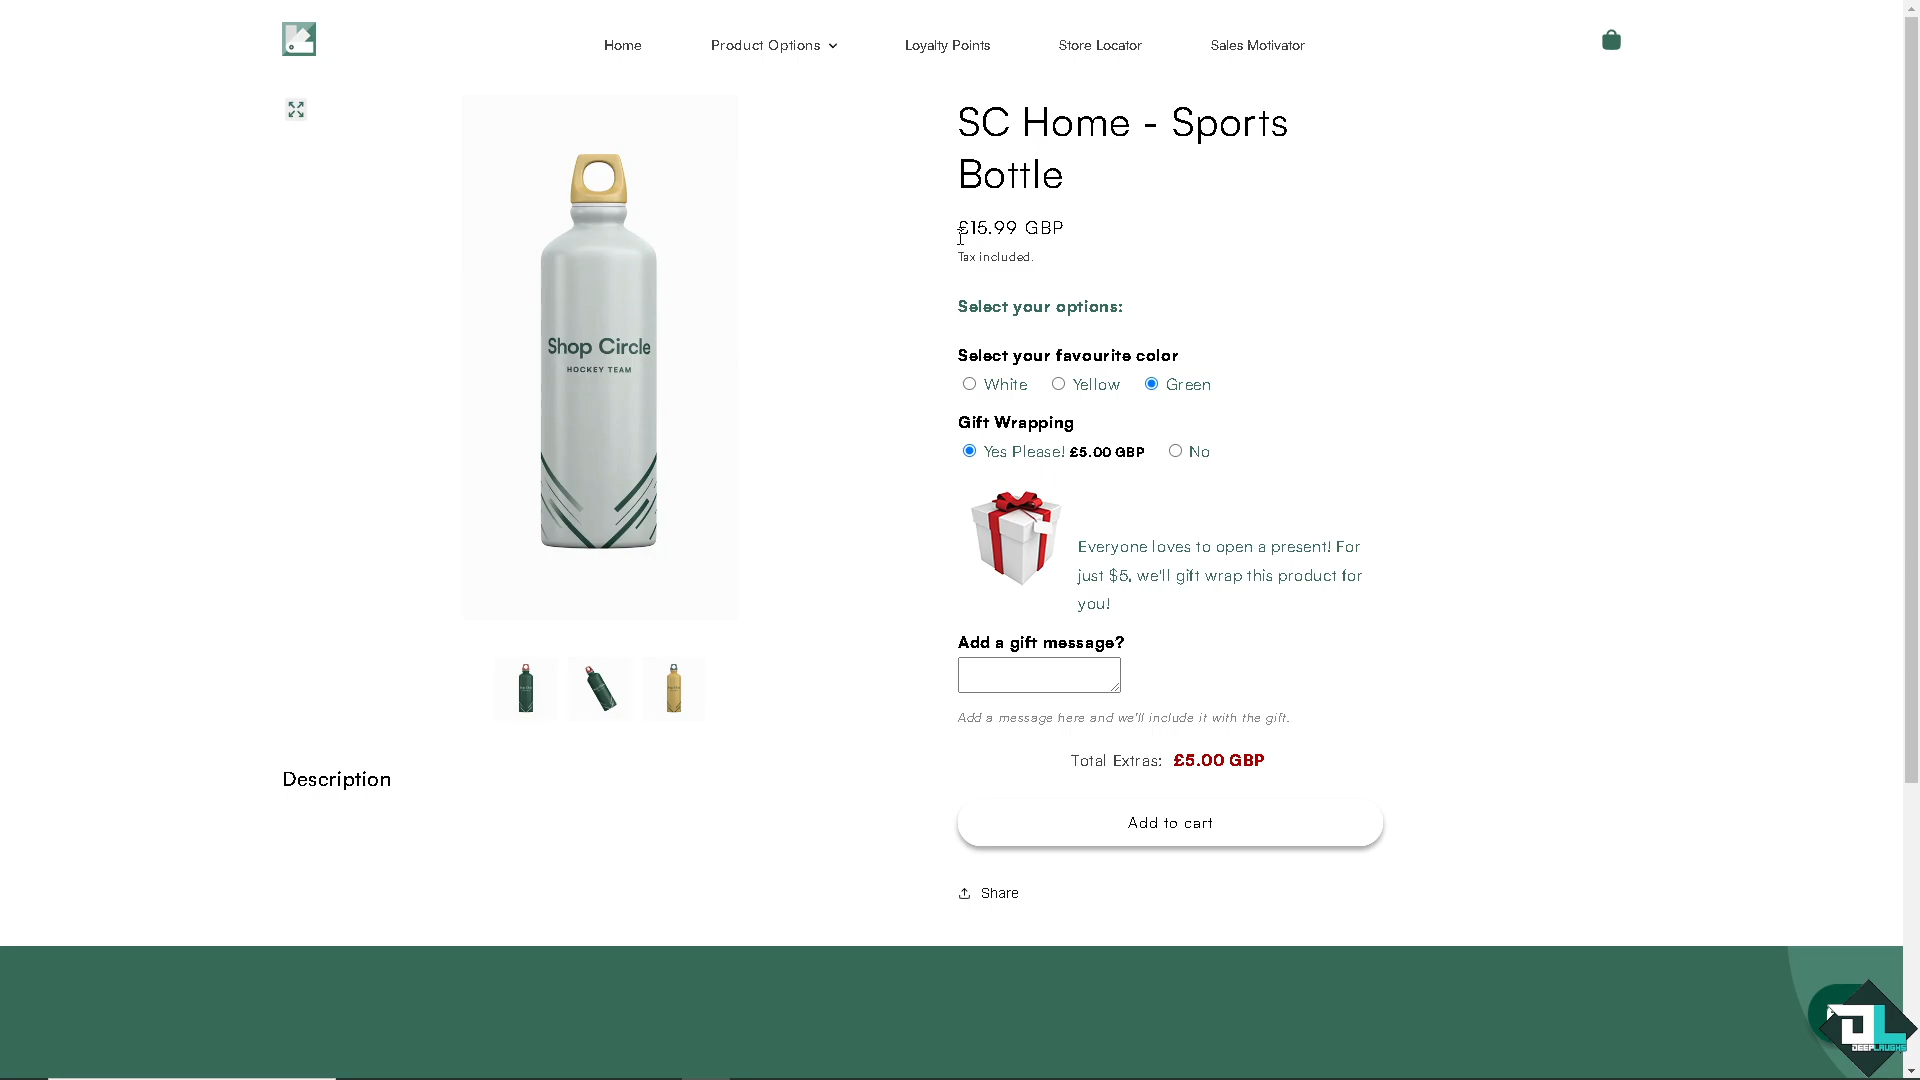 Home
Product Options
Loyalty Points
Store Locator
Sales Motivator
SC Home - Sports
Bottle
£15.99 GBP
Tax included.
Select your options:
Select your favourite color
White
Yellow
Green
Gift Wrapping
Yes Please! £5.00 GBP
No
Everyone loves to open a present! For
just $5, we'll gift wrap this product for
you!
Add a gift message?
Add a message here and we'll include it with the gift.
Total Extras: £5.00 GBP
Add to cart
Share
Shop Circle
HOCKEY TEAM
Description
DL
DEEPLAUGHS